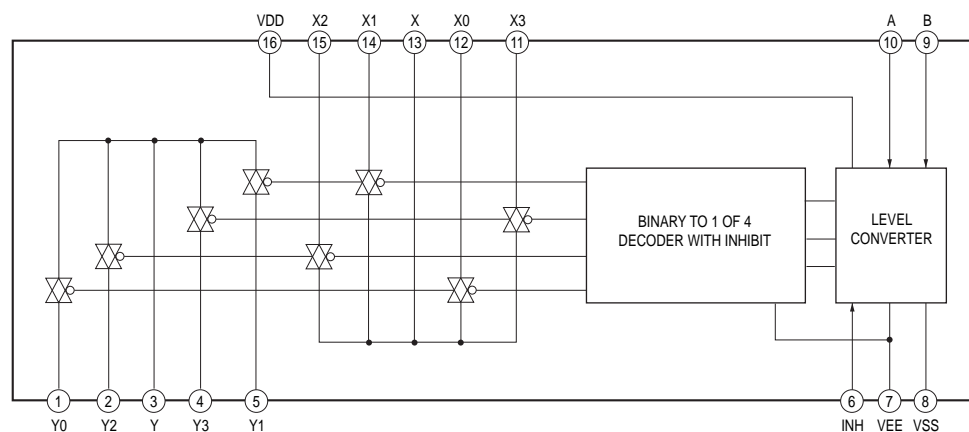 VDD X2 X1 X X0 X3 A B
16 15 14 13 12 11 10 9
BINARY TO 1 OF 4
DECODER WITH INHIBIT
LEVEL
CONVERTER
1 2 3 4 5 6 7 8
Y0 Y2 Y Y3 Y1 INH VEE VSS